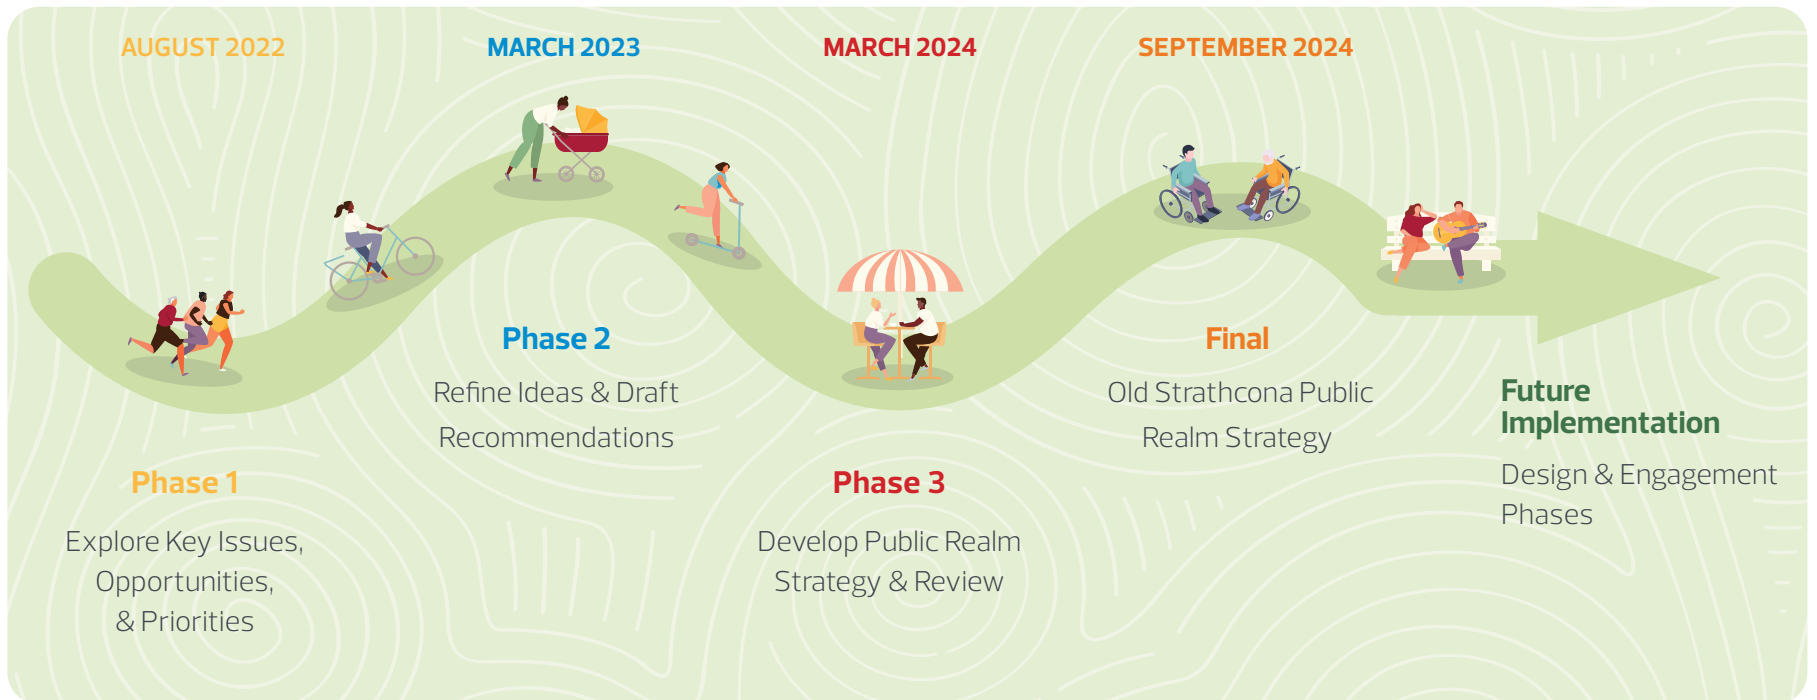 AUGUST 2022
MARCH 2023
MARCH 2024
SEPTEMBER 2024
Phase 1
Explore Key Issues,
Opportunities,
& Priorities
Phase 2
Refine Ideas & Draft
Recommendations
Phase 3
Develop Public Realm
Strategy & Review
Final
Old Strathcona Public
Realm Strategy
Future
Implementation
Design & Engagement
Phases